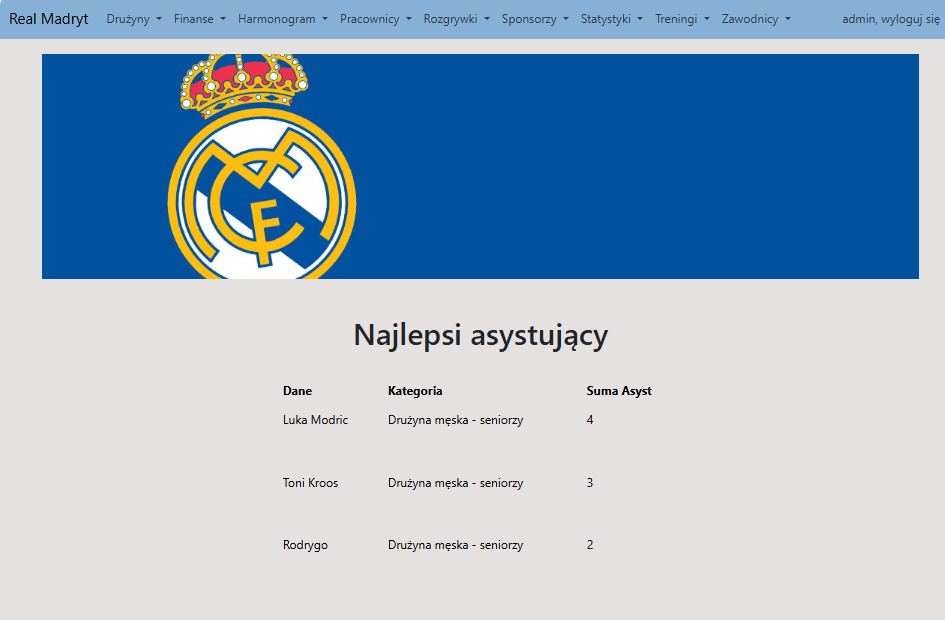 Real Madryt Drużyny Finanse Harmonogram Pracownicy Rozgrywki Sponsorzy Statystyki Treningi Zawodnicy admin, wyloguj się
Najlepsi asystujący
Dane Kategoria Suma Asyst
Luka Modric Drużyna męska - seniorzy 4
Toni Kroos Drużyna męska - seniorzy 3
Rodrygo Drużyna męska - seniorzy 2